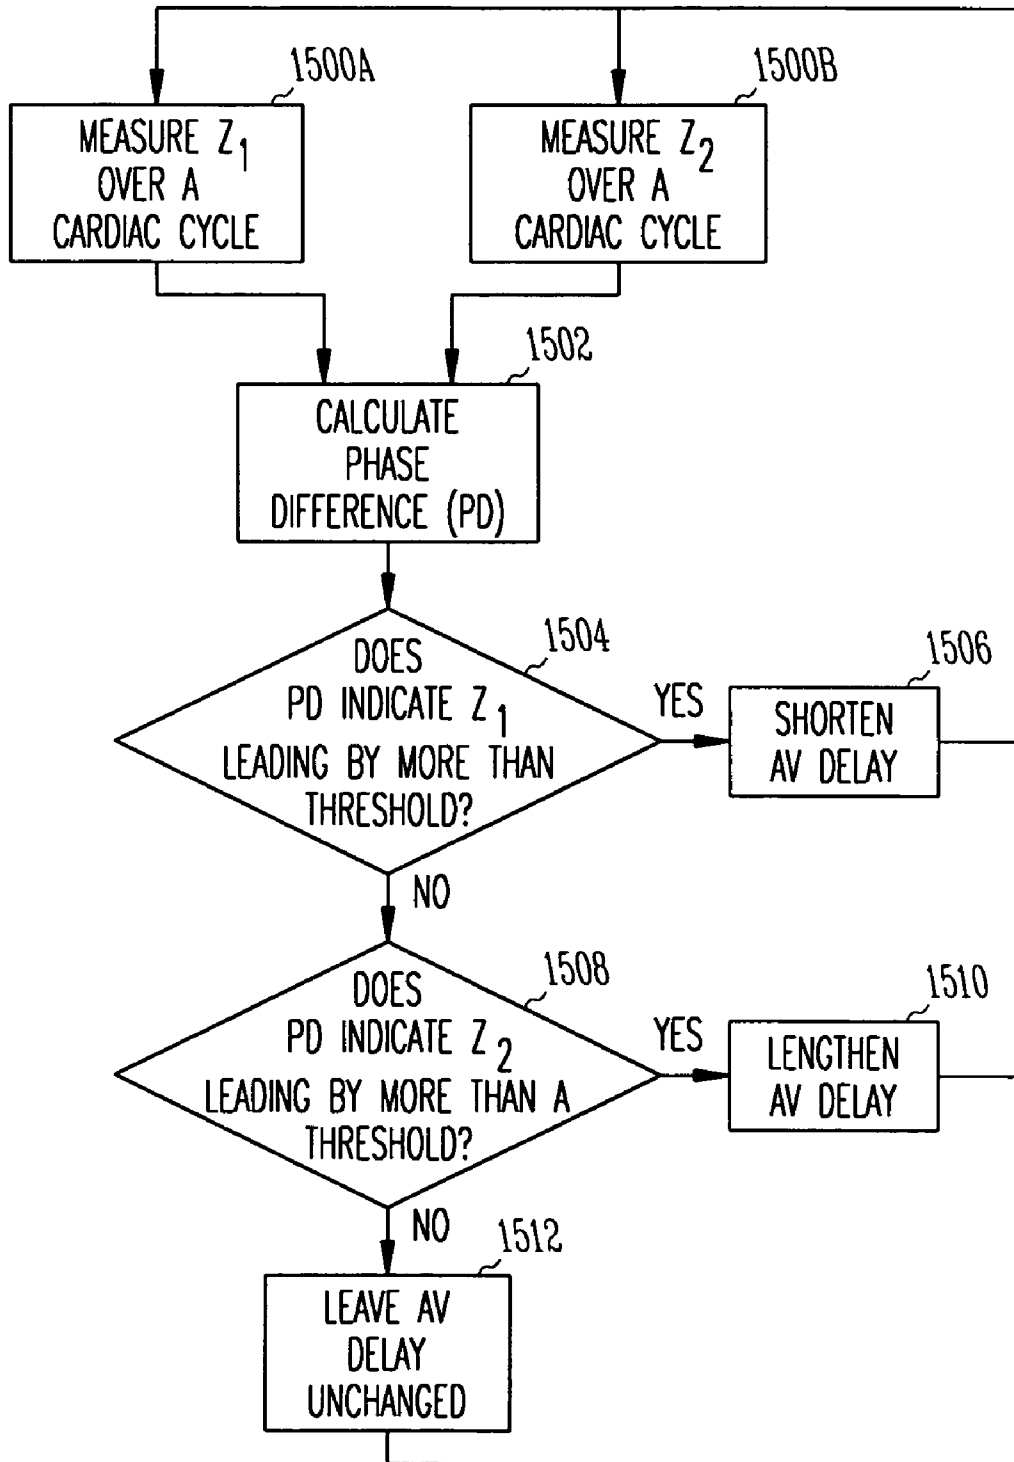 1500A
MEASURE Z1
OVER A
CARDIAC CYCLE
1500B
MEASURE Z2
OVER A
CARDIAC CYCLE
1502
CALCULATE
PHASE
DIFFERENCE (PD)
1504
DOES
PD INDICATE Z1
LEADING BY MORE THAN
THRESHOLD?
YES
1506
SHORTEN
AV DELAY
NO
1508
DOES
PD INDICATE Z2
LEADING BY MORE THAN A
THRESHOLD?
YES
1510
LENGTHEN
AV DELAY
NO
1512
LEAVE AV
DELAY
UNCHANGED